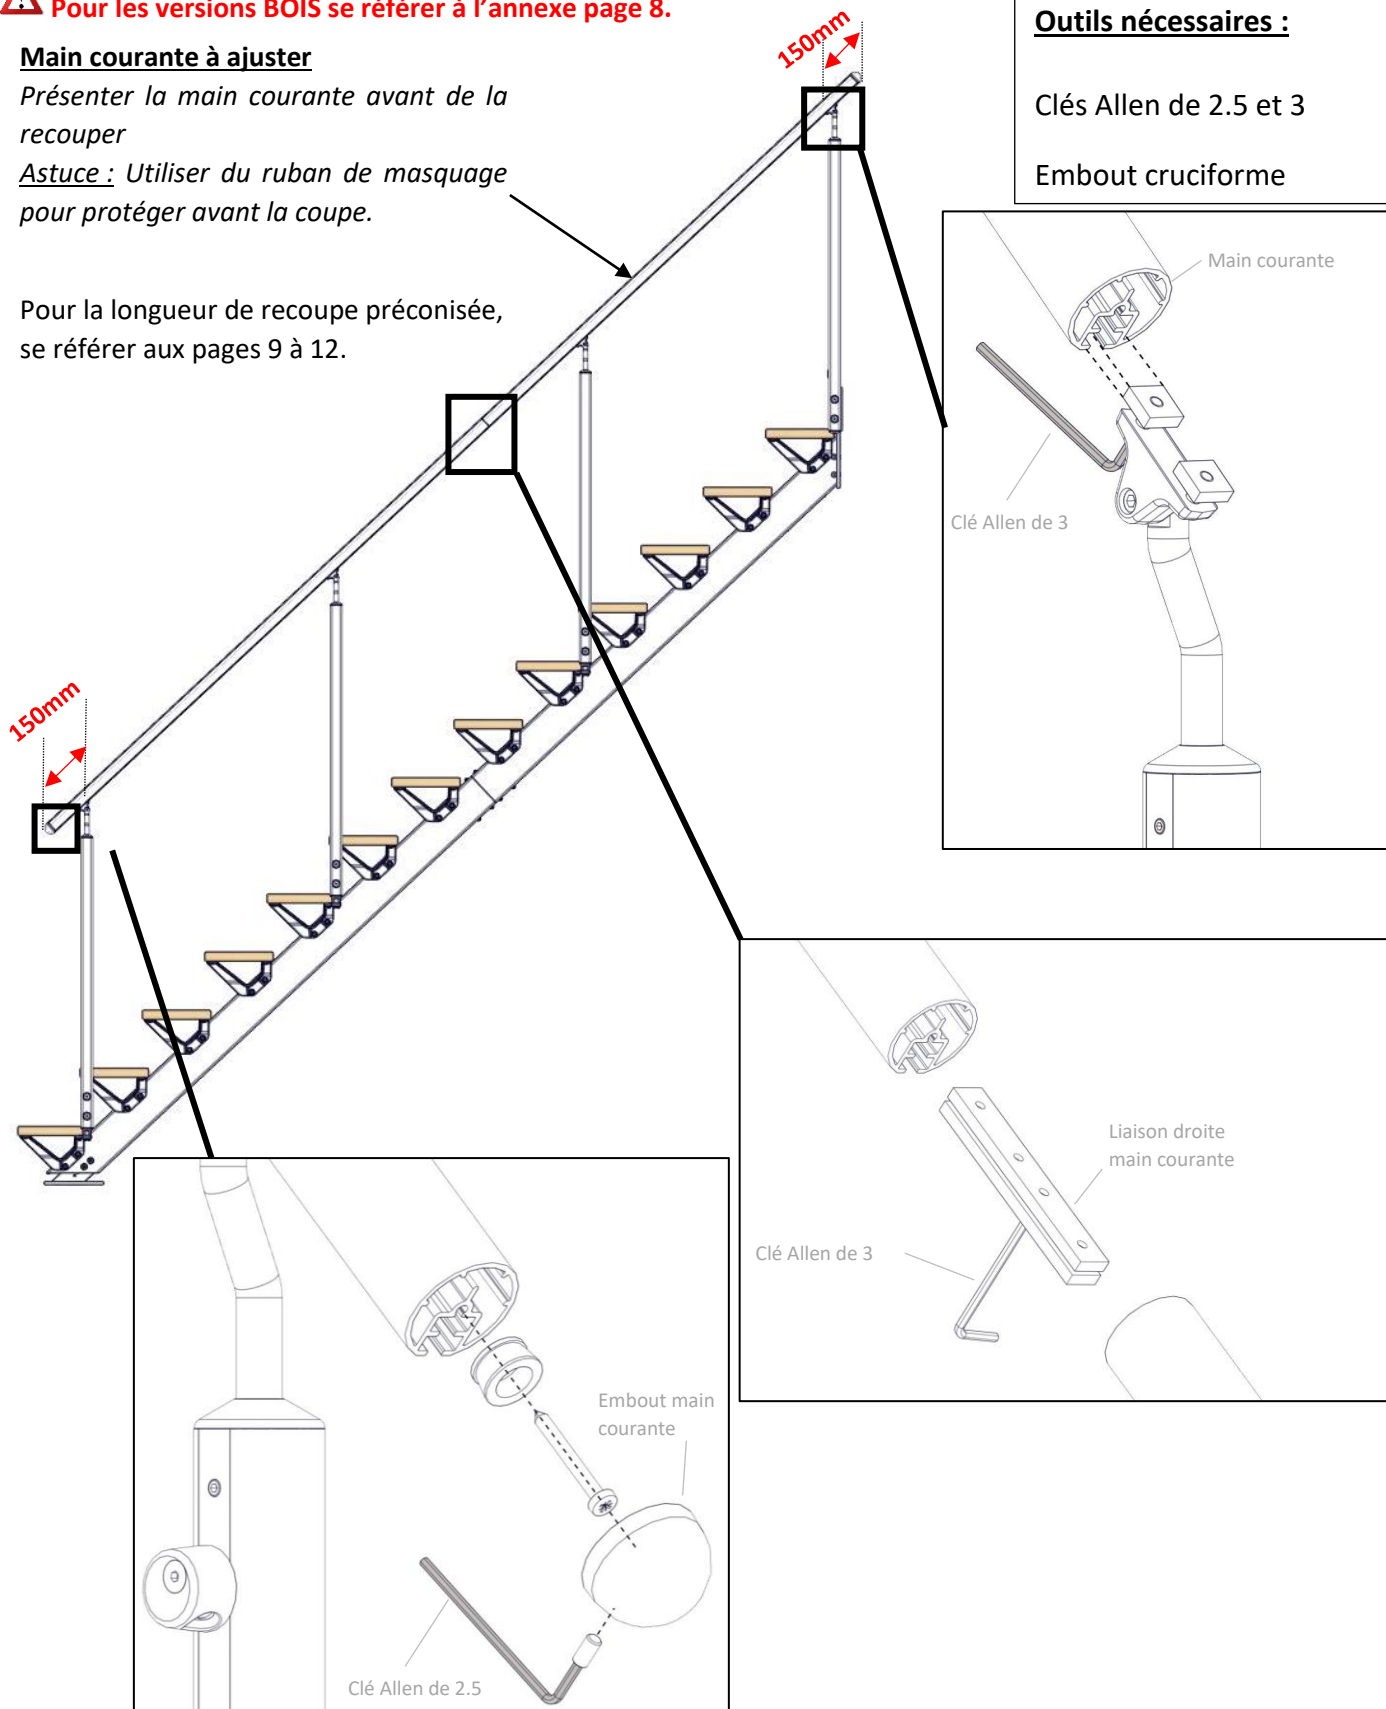 Pour les versions BOIS se référer à l’annexe page 8.
Main courante à ajuster
Présenter la main courante avant de la
recouper
Astuce : Utiliser du ruban de masquage
pour protéger avant la coupe.
Pour la longueur de recoupe préconisée,
se référer aux pages 9 à 12.
150mm
Outils nécessaires :
Clés Allen de 2.5 et 3
Embout cruciforme
Main courante
Clé Allen de 3
150mm
Liaison droite
main courante
Clé Allen de 3
Embout main
courante
Clé Allen de 2.5